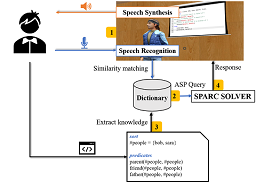 Speech Synthesis
1
Speech Recognition
Similarity matching
ASP Query
Response
4
Dictionary
2
SPARC SOLVER
Extract knowledge
3
</>
sort
#people = {bob, sara}
predicates
parent(#people, #people)
friend(#people, #people)
father(#people, #people)